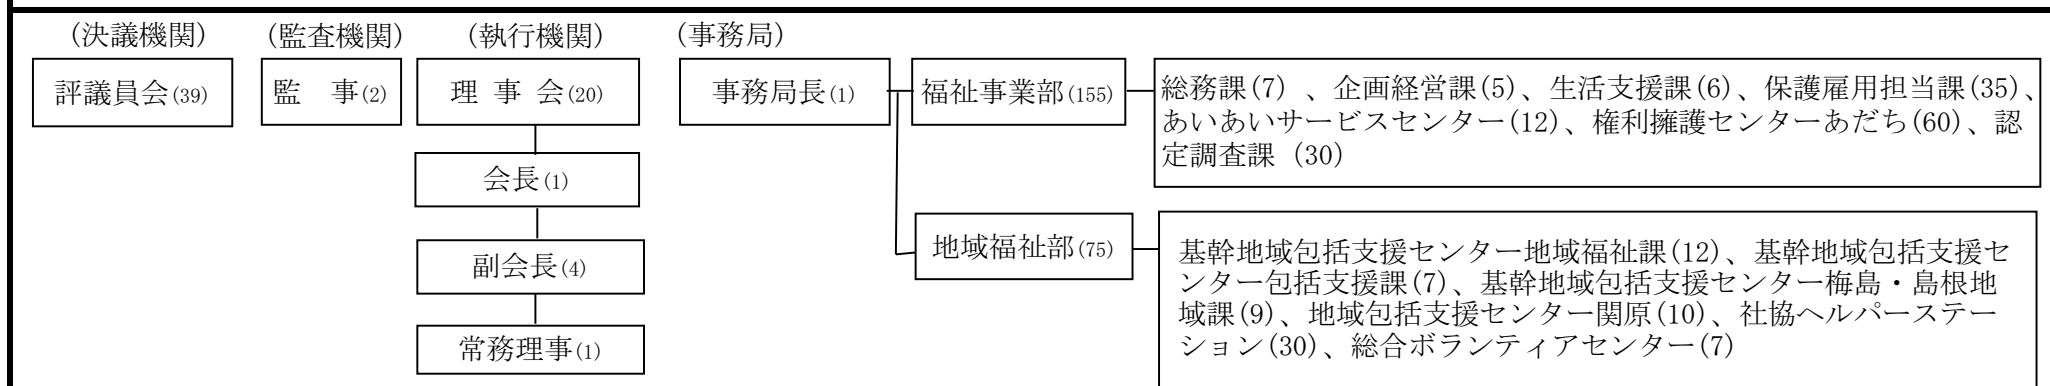 (決議機関) (監査機関) (執行機関) (事務局)
評議員会(39)
監 事(2)
理 事 会(20)
会長(1)
副会長(4)
常務理事(1)
事務局長(1)
福祉事業部(155)
総務課(7) 、企画経営課(5)、生活支援課(6)、保護雇用担当課(35)、
あいあいサービスセンター(12)、権利擁護センターあだち(60)、認
定調査課 (30)
地域福祉部(75)
基幹地域包括支援センター地域福祉課(12)、基幹地域包括支援セ
ンター包括支援課(7)、基幹地域包括支援センター梅島・島根地
域課(9)、地域包括支援センター関原(10)、社協ヘルパーステー
ション(30)、総合ボランティアセンター(7)